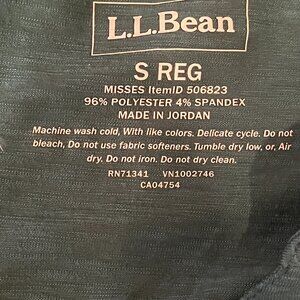 L.L.Bean
S REG
MISSES ItemID 506823
96% POLYESTER 4% SPANDEX
MADE IN JORDAN
Machine wash cold, With like colors. Delicate cycle. Do not
bleach, Do not use fabric softeners. Tumble dry low, or, Air
dry. Do not iron. Do not dry clean.
RN71341 VN1002746
CA04754